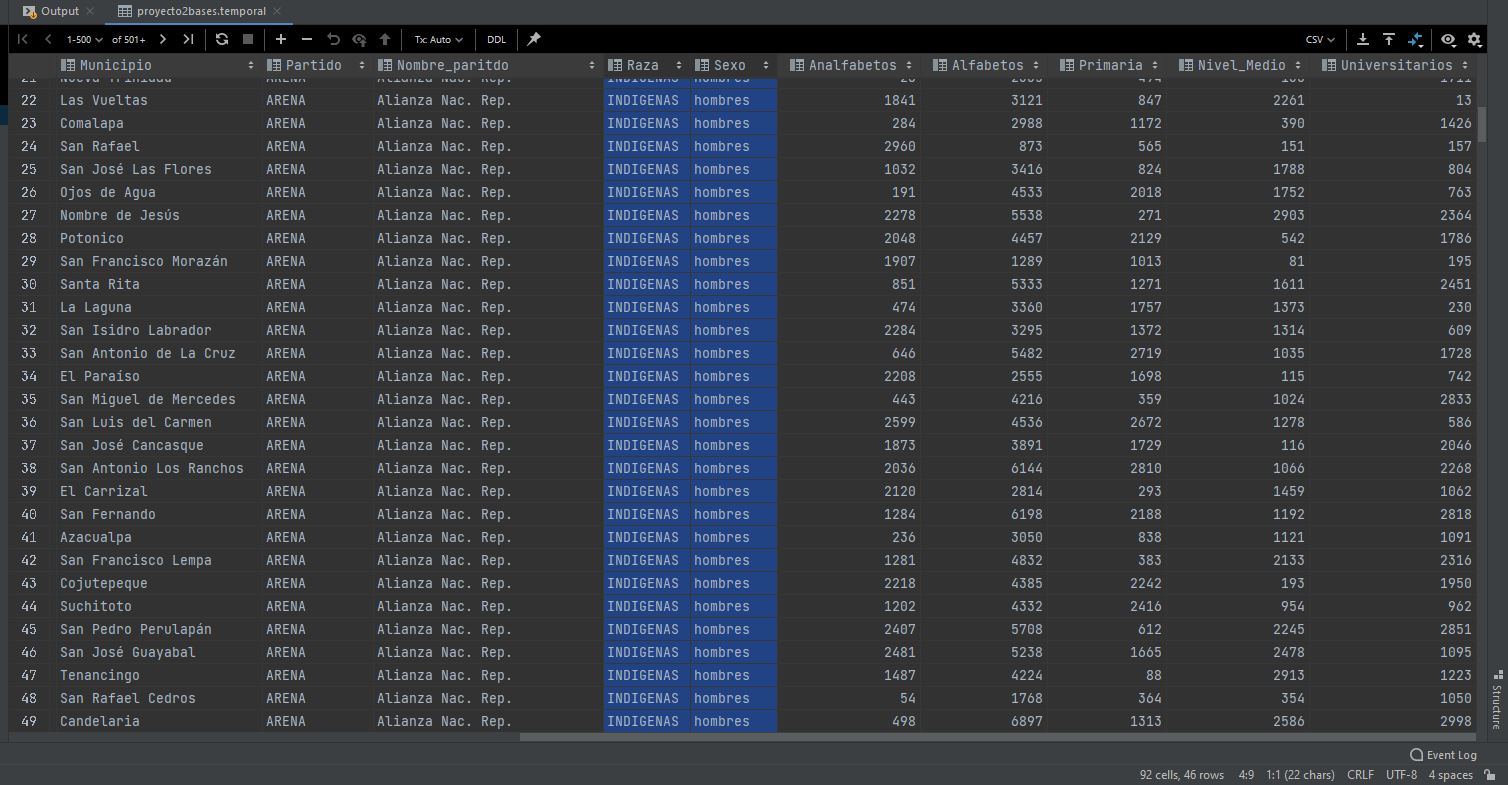 Output proyecto2bases.temporal
1-500 of 501+ Tx: Auto DDL CSV
Municipio Partido Nombre_paritdo Raza Sexo Analfabetos Alfabetos Primaria Nivel_Medio Universitarios
22 Las Vueltas ARENA Alianza Nac. Rep. INDIGENAS hombres 1841 3121 847 2261 13
23 Comalapa ARENA Alianza Nac. Rep. INDIGENAS hombres 284 2988 1172 390 1426
24 San Rafael ARENA Alianza Nac. Rep. INDIGENAS hombres 2960 873 565 151 157
25 San José Las Flores ARENA Alianza Nac. Rep. INDIGENAS hombres 1032 3416 824 1788 804
26 Ojos de Agua ARENA Alianza Nac. Rep. INDIGENAS hombres 191 4533 2018 1752 763
27 Nombre de Jesús ARENA Alianza Nac. Rep. INDIGENAS hombres 2278 5538 271 2903 2364
28 Potonico ARENA Alianza Nac. Rep. INDIGENAS hombres 2048 4457 2129 542 1786
29 San Francisco Morazán ARENA Alianza Nac. Rep. INDIGENAS hombres 1907 1289 1013 81 195
30 Santa Rita ARENA Alianza Nac. Rep. INDIGENAS hombres 851 5333 1271 1611 2451
31 La Laguna ARENA Alianza Nac. Rep. INDIGENAS hombres 474 3360 1757 1373 230
32 San Isidro Labrador ARENA Alianza Nac. Rep. INDIGENAS hombres 2284 3295 1372 1314 609
33 San Antonio de La Cruz ARENA Alianza Nac. Rep. INDIGENAS hombres 646 5482 2719 1035 1728
34 El Paraiso ARENA Alianza Nac. Rep. INDIGENAS hombres 2208 2555 1698 115 742
35 San Miguel de Mercedes ARENA Alianza Nac. Rep. INDIGENAS hombres 443 4216 359 1024 2833
36 San Luis del Carmen ARENA Alianza Nac. Rep. INDIGENAS hombres 2599 4536 2672 1278 586
37 San José Cancasque ARENA Alianza Nac. Rep. INDIGENAS hombres 1873 3891 1729 116 2046
38 San Antonio Los Ranchos ARENA Alianza Nac. Rep. INDIGENAS hombres 2036 6144 2810 1066 2268
39 El Carrizal ARENA Alianza Nac. Rep. INDIGENAS hombres 2120 2814 293 1459 1062
40 San Fernando ARENA Alianza Nac. Rep. INDIGENAS hombres 1284 6198 2188 1192 2818
41 Azacualpa ARENA Alianza Nac. Rep. INDIGENAS hombres 236 3050 838 1121 1091
42 San Francisco Lempa ARENA Alianza Nac. Rep. INDIGENAS hombres 1281 4832 383 2133 2316
43 Cojutepeque ARENA Alianza Nac. Rep. INDIGENAS hombres 2218 4385 2242 193 1950
44 Suchitoto ARENA Alianza Nac. Rep. INDIGENAS hombres 1202 4332 2416 954 962
45 San Pedro Perulapán ARENA Alianza Nac. Rep. INDIGENAS hombres 2407 5708 612 2245 2851
46 San José Guayabal ARENA Alianza Nac. Rep. INDIGENAS hombres 2481 5238 1665 2478 1095
47 Tenancingo ARENA Alianza Nac. Rep. INDIGENAS hombres 1487 4224 88 2913 1223
48 San Rafael Cedros ARENA Alianza Nac. Rep. INDIGENAS hombres 54 1768 364 354 1050
49 Candelaria ARENA Alianza Nac. Rep. INDIGENAS hombres 498 6897 1313 2586 2998
Structure
Event Log
92 cells, 46 rows 4:9 1:1 (22 chars) CRLF UTF-8 4 spaces